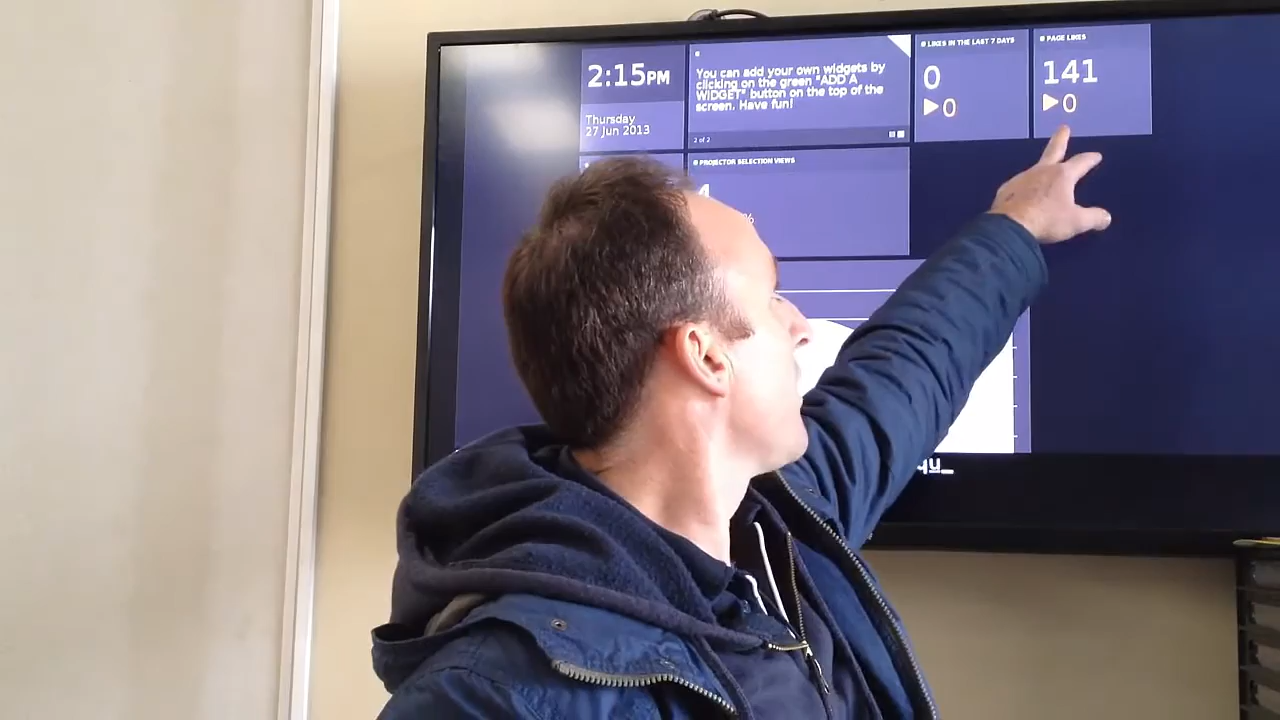 2:15PM
Thursday
27 Jun 2013
You can add your own widgets by
clicking on the green "ADD A
WIDGET" button on the top of the
screen. Have fun!
2 of 2
LIKES IN THE LAST 7 DAYS
0
0
PAGE LIKES
141
0
PROJECTOR SELECTION VIEWS
4
%